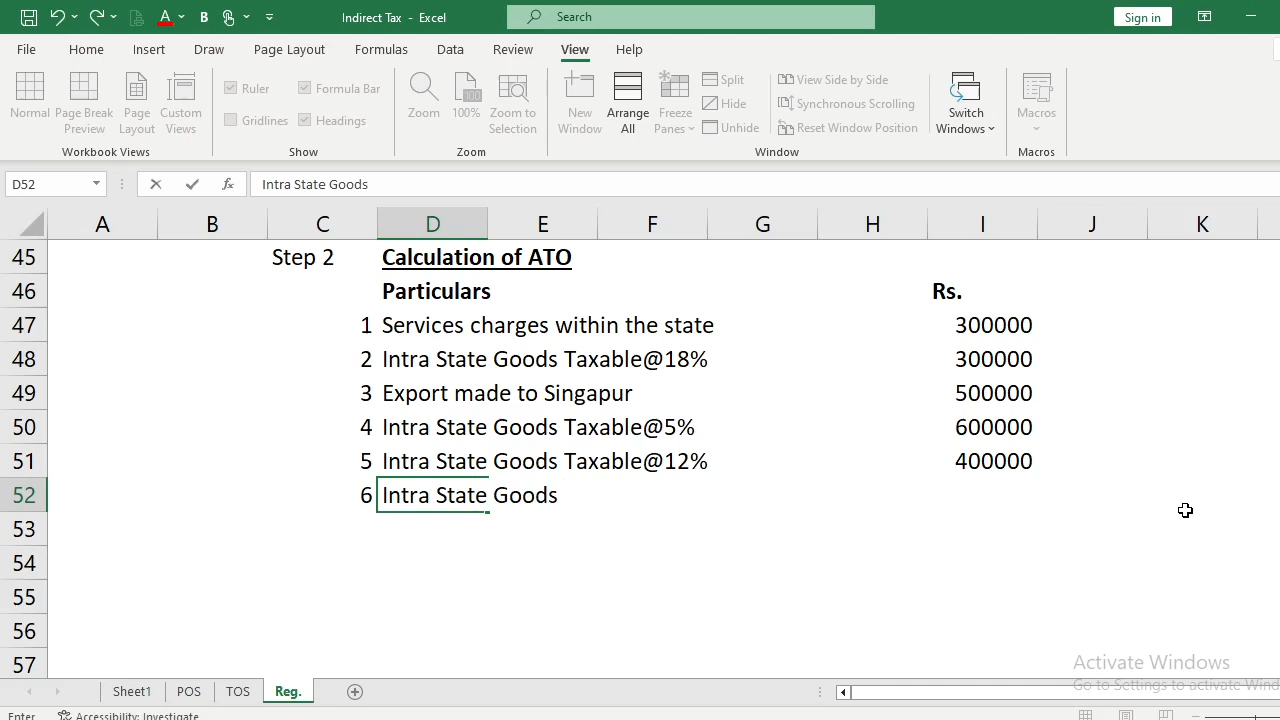 Indirect Tax - Excel
Search
Sign in
File Home Insert Draw Page Layout Formulas Data Review View Help
Normal Page Break Preview Page Layout Custom Views
Workbook Views
Ruler Formula Bar
Gridlines Headings
Show
Zoom 100% Zoom to Selection
Zoom
New Window Arrange All Freeze Panes
Split View Side by Side
Hide Synchronous Scrolling
Unhide Reset Window Position
Switch Windows
Window
Macros
Macros
D52 fx Intra State Goods
A B C D E F G H I J K
45 Step 2 Calculation of ATO
46 Particulars Rs.
47 1 Services charges within the state 300000
48 2 Intra State Goods Taxable@18% 300000
49 3 Export made to Singapur 500000
50 4 Intra State Goods Taxable@5% 600000
51 5 Intra State Goods Taxable@12% 400000
52 6 Intra State Goods
53
54
55
56
57
Activate Windows
Go to Settings to activate Wind
Sheet1 POS TOS Reg.
Enter Accessibility: Investigate